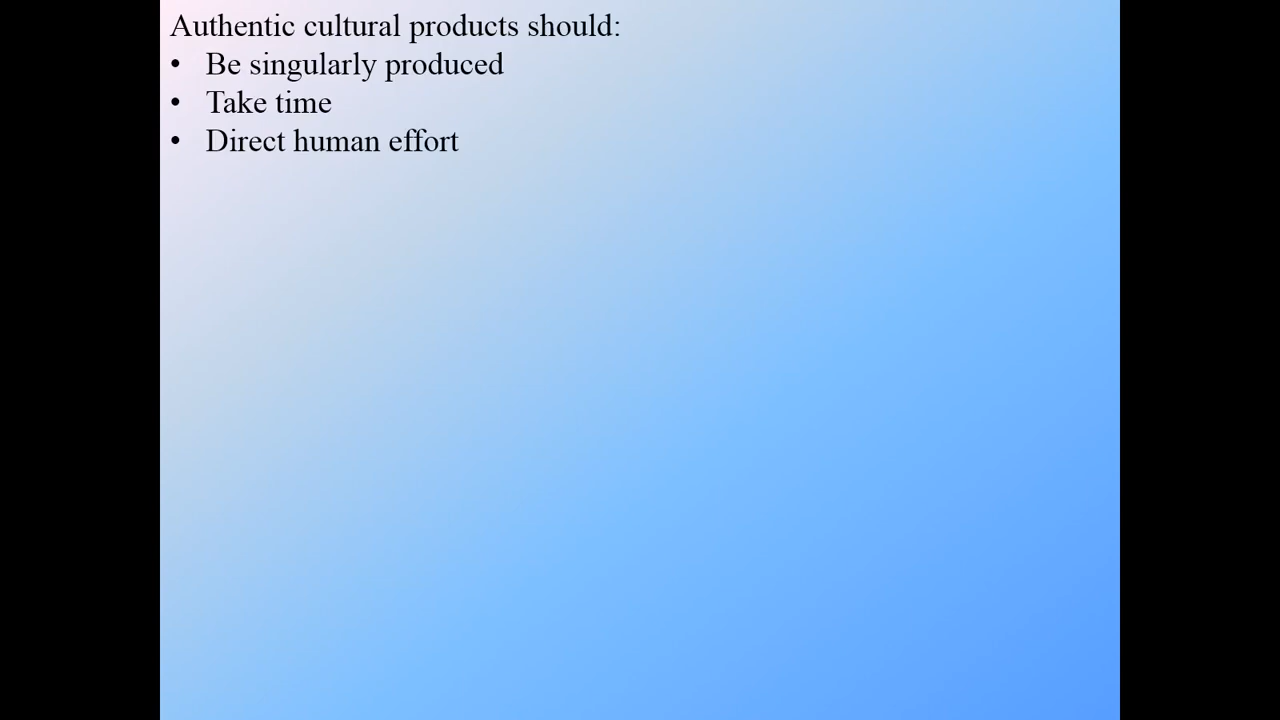 Authentic cultural products should:
• Be singularly produced
• Take time
• Direct human effort